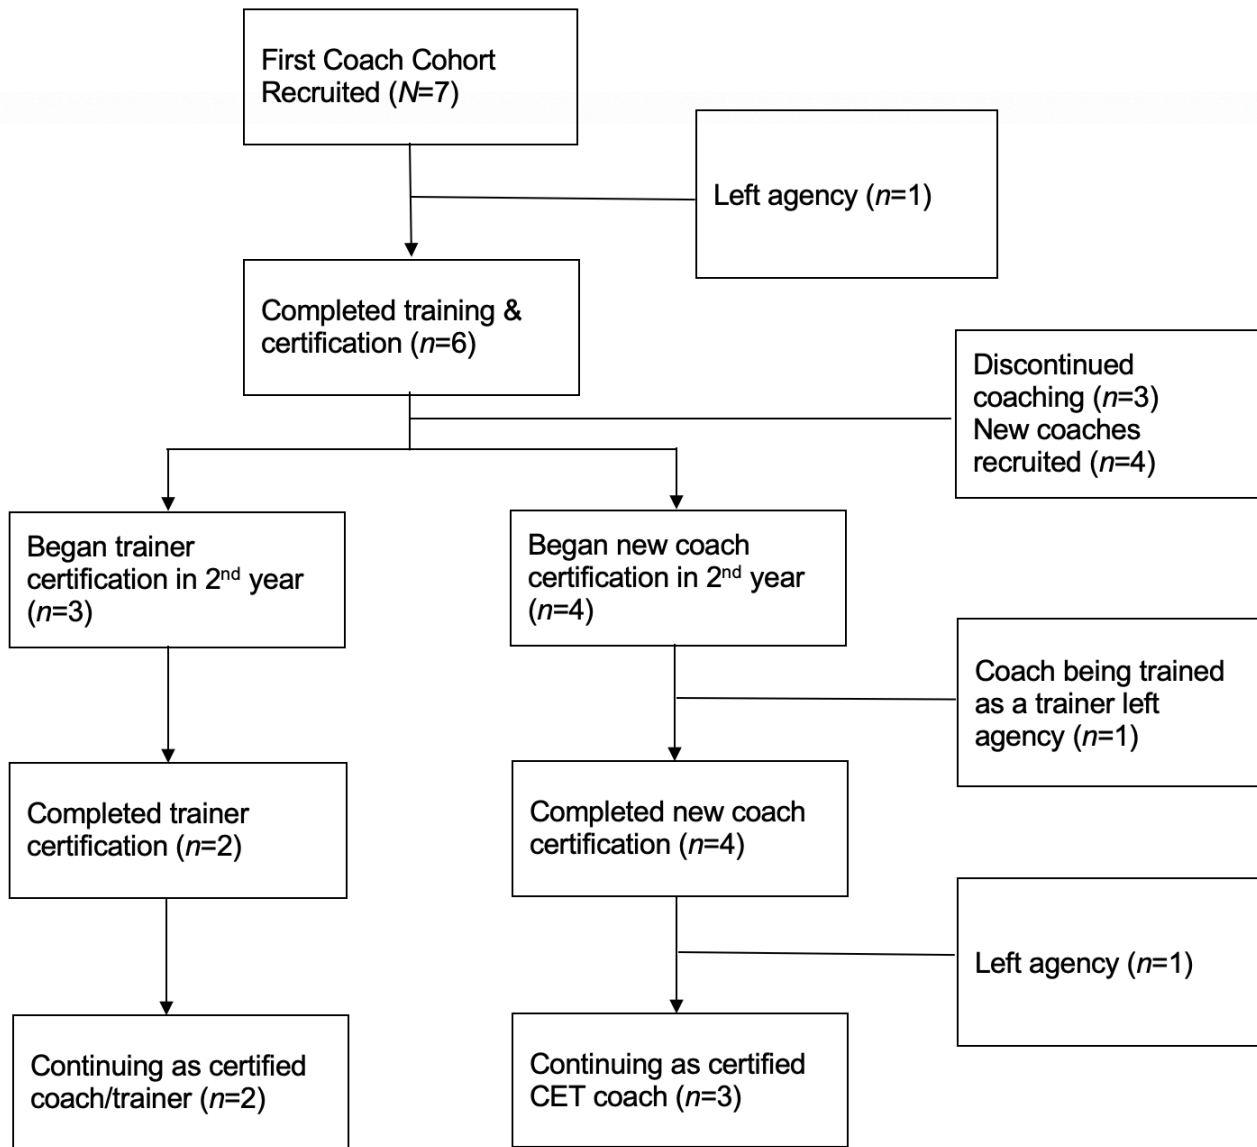 First Coach Cohort
Recruited (N=7)
Left agency (n=1)
Completed training &
certification (n=6)
Discontinued
coaching (n=3)
New coaches
recruited (n=4)
Began trainer
certification in 2nd year
(n=3)
Began new coach
certification in 2nd year
(n=4)
Coach being trained
as a trainer left
agency (n=1)
Completed trainer
certification (n=2)
Completed new coach
certification (n=4)
Left agency (n=1)
Continuing as certified
coach/trainer (n=2)
Continuing as certified
CET coach (n=3)